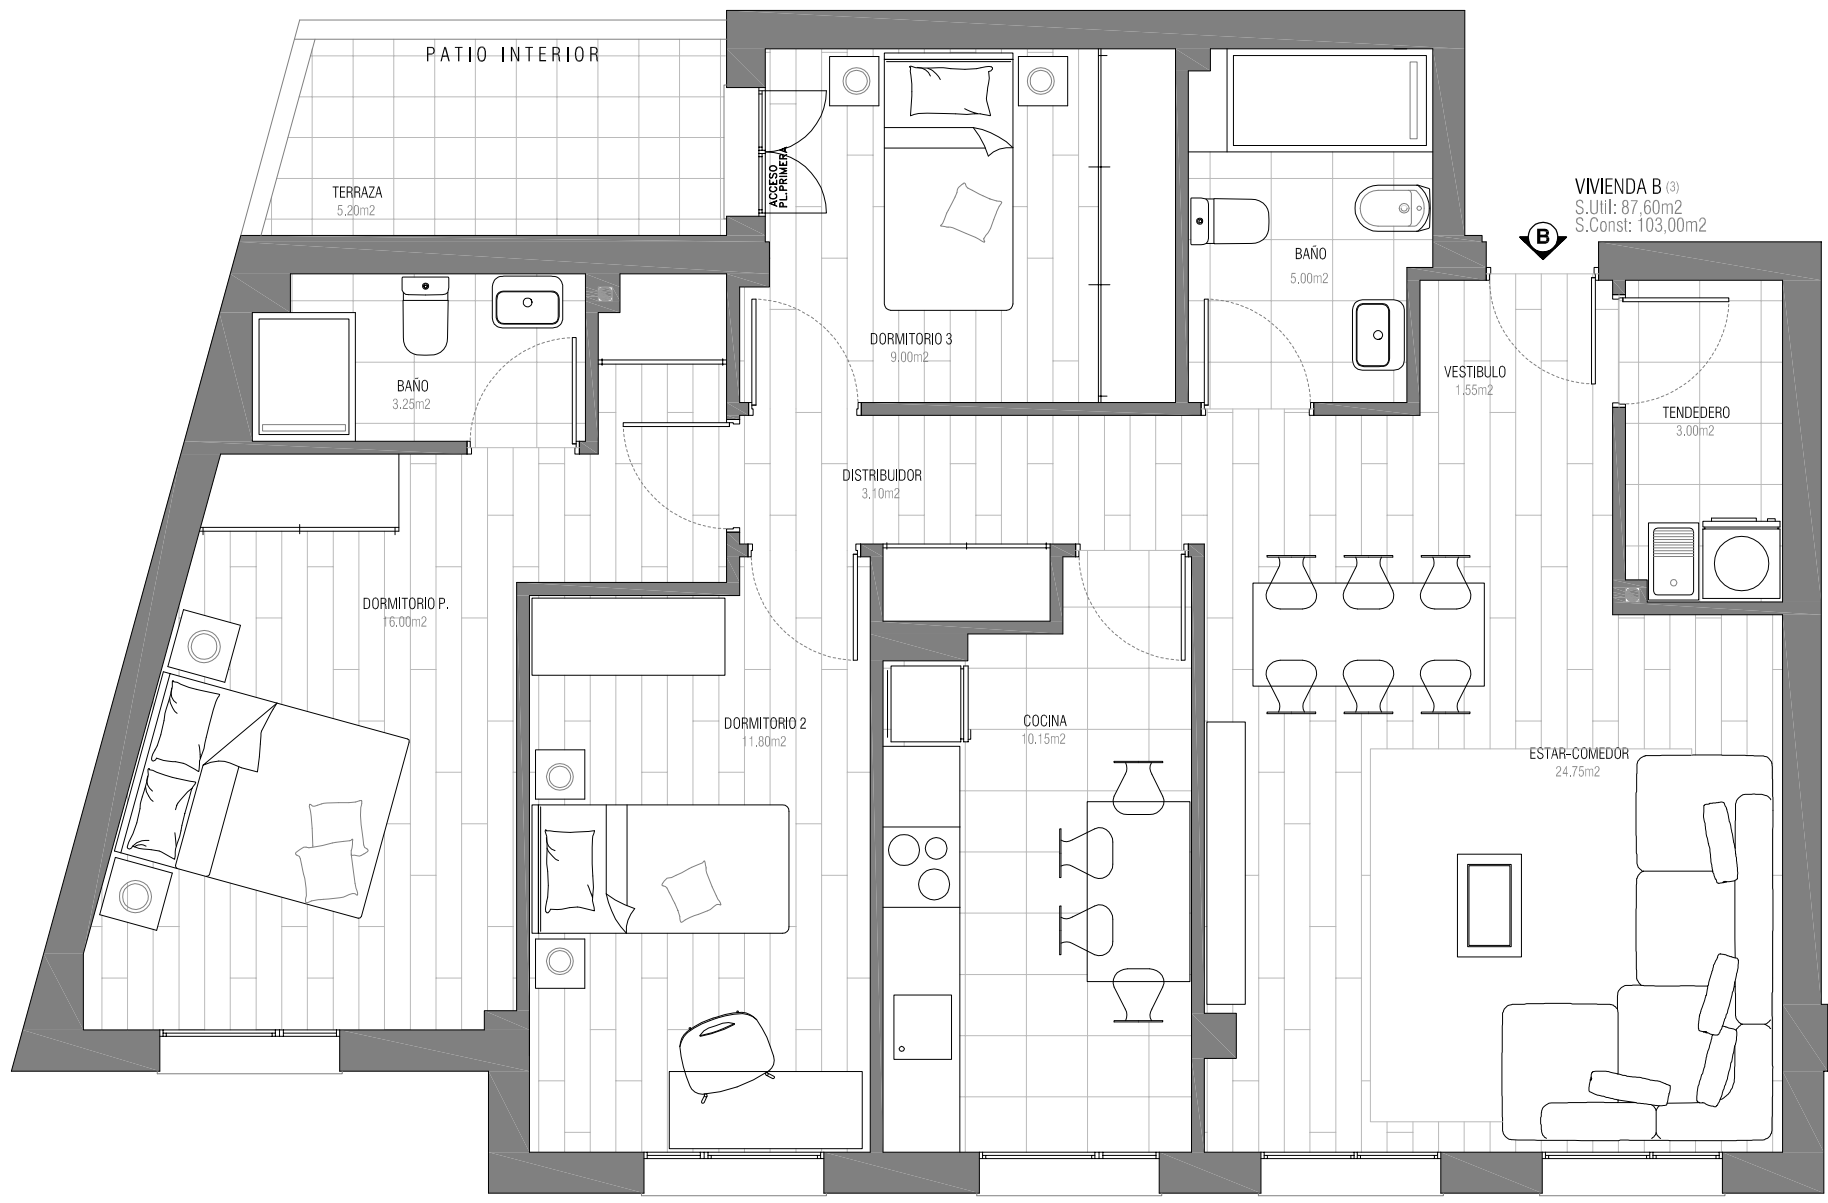 PATIO INTERIOR
TERRAZA
5.20m2
ACCESO
PL.PRIMERA
VIVIENDA B (3)
S.Util: 87,60m2
S.Const: 103,00m2
B
BAÑO
5.00m2
DORMITORIO 3
9.00m2
VESTIBULO
1.55m2
BAÑO
3.25m2
TENDEDERO
3.00m2
DISTRIBUIDOR
3.10m2
DORMITORIO P.
16.00m2
DORMITORIO 2
11.80m2
COCINA
10.15m2
ESTAR-COMEDOR
24,75m2